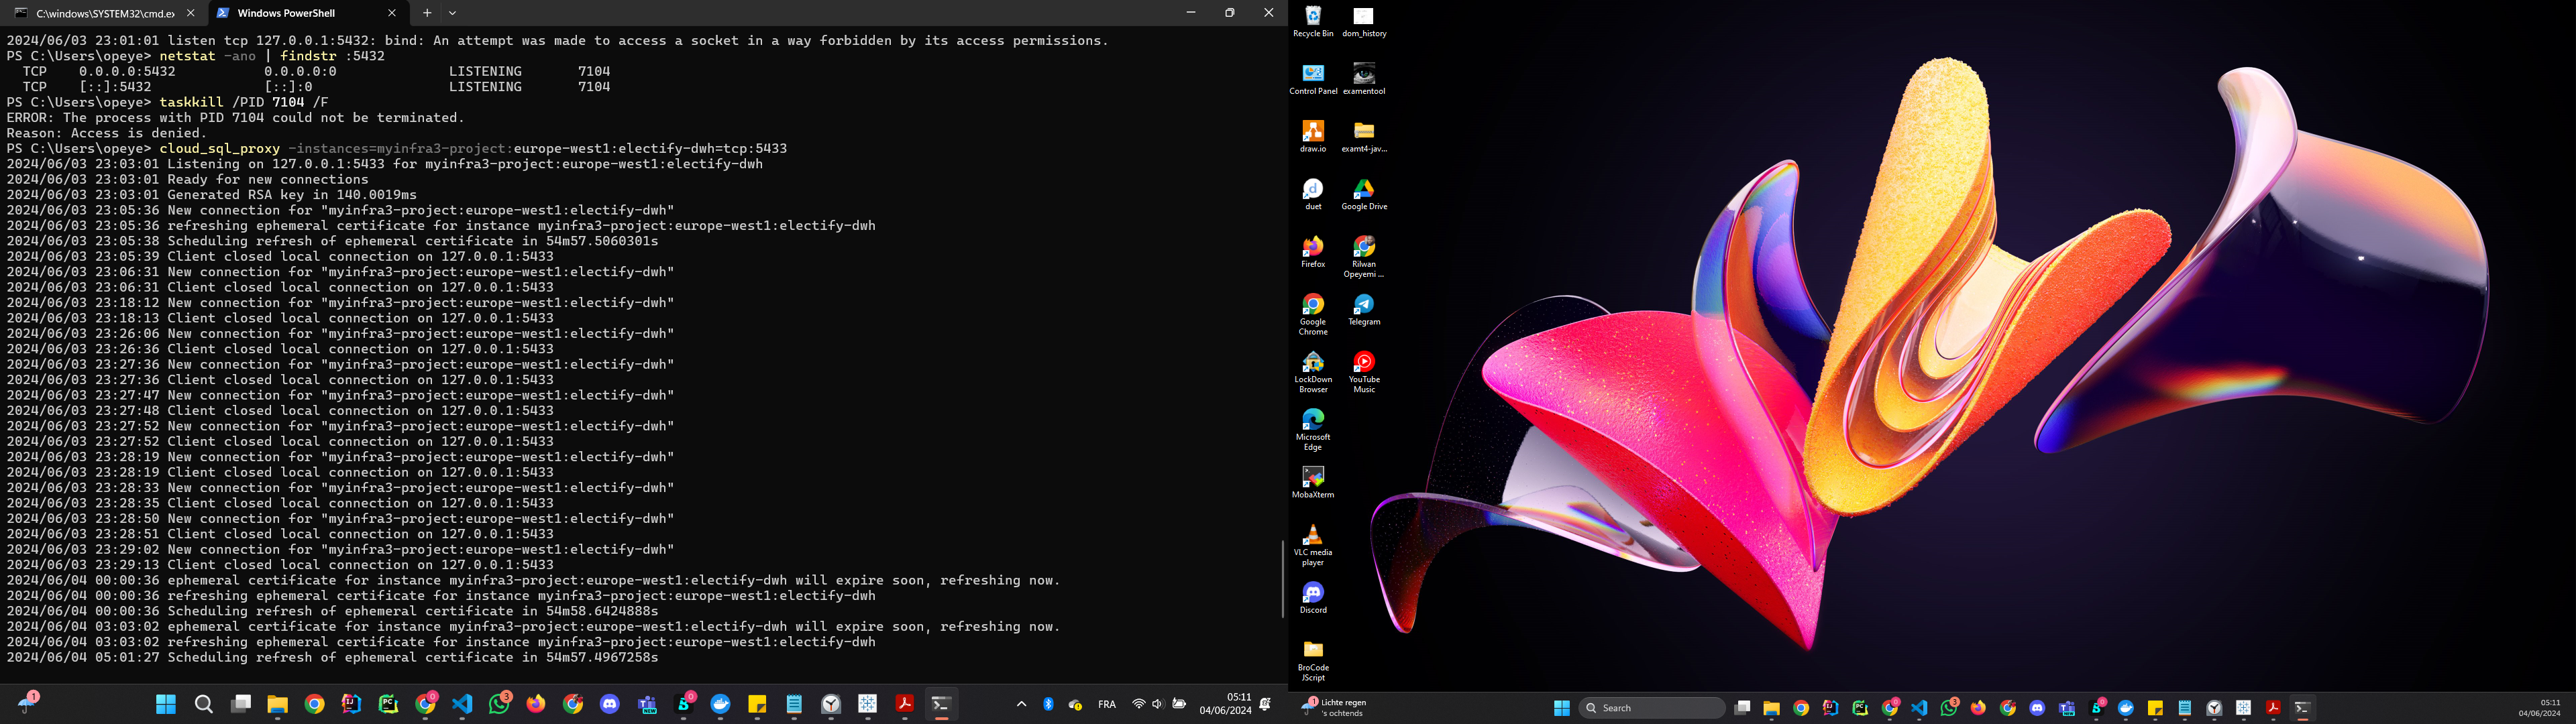 C:\windows\SYSTEM32\cmd.ex
Windows PowerShell
2024/06/03 23:01:01 listen tcp 127.0.0.1:5432: bind: An attempt was made to access a socket in a way forbidden by its access permissions.
PS C:\Users\opeye> netstat -ano | findstr :5432
TCP 0.0.0.0:5432 0.0.0.0:0 LISTENING 7104
TCP [::]:5432 [::]:0 LISTENING 7104
PS C:\Users\opeye> taskkill /PID 7104 /F
ERROR: The process with PID 7104 could not be terminated.
Reason: Access is denied.
PS C:\Users\opeye> cloud_sql_proxy -instances=myinfra3-project:europe-west1:electify-dwh=tcp:5433
2024/06/03 23:03:01 Listening on 127.0.0.1:5433 for myinfra3-project:europe-west1:electify-dwh
2024/06/03 23:03:01 Ready for new connections
2024/06/03 23:03:01 Generated RSA key in 140.0019ms
2024/06/03 23:05:36 New connection for "myinfra3-project:europe-west1:electify-dwh"
2024/06/03 23:05:36 refreshing ephemeral certificate for instance myinfra3-project:europe-west1:electify-dwh
2024/06/03 23:05:38 Scheduling refresh of ephemeral certificate in 54m57.5060301s
2024/06/03 23:05:39 Client closed local connection on 127.0.0.1:5433
2024/06/03 23:06:31 New connection for "myinfra3-project:europe-west1:electify-dwh"
2024/06/03 23:06:31 Client closed local connection on 127.0.0.1:5433
2024/06/03 23:18:12 New connection for "myinfra3-project:europe-west1:electify-dwh"
2024/06/03 23:18:13 Client closed local connection on 127.0.0.1:5433
2024/06/03 23:26:06 New connection for "myinfra3-project:europe-west1:electify-dwh"
2024/06/03 23:26:36 Client closed local connection on 127.0.0.1:5433
2024/06/03 23:27:36 New connection for "myinfra3-project:europe-west1:electify-dwh"
2024/06/03 23:27:36 Client closed local connection on 127.0.0.1:5433
2024/06/03 23:27:47 New connection for "myinfra3-project:europe-west1:electify-dwh"
2024/06/03 23:27:48 Client closed local connection on 127.0.0.1:5433
2024/06/03 23:27:52 New connection for "myinfra3-project:europe-west1:electify-dwh"
2024/06/03 23:27:52 Client closed local connection on 127.0.0.1:5433
2024/06/03 23:28:19 New connection for "myinfra3-project:europe-west1:electify-dwh"
2024/06/03 23:28:19 Client closed local connection on 127.0.0.1:5433
2024/06/03 23:28:33 New connection for "myinfra3-project:europe-west1:electify-dwh"
2024/06/03 23:28:35 Client closed local connection on 127.0.0.1:5433
2024/06/03 23:28:50 New connection for "myinfra3-project:europe-west1:electify-dwh"
2024/06/03 23:28:51 Client closed local connection on 127.0.0.1:5433
2024/06/03 23:29:02 New connection for "myinfra3-project:europe-west1:electify-dwh"
2024/06/03 23:29:13 Client closed local connection on 127.0.0.1:5433
2024/06/04 00:00:36 ephemeral certificate for instance myinfra3-project:europe-west1:electify-dwh will expire soon, refreshing now.
2024/06/04 00:00:36 refreshing ephemeral certificate for instance myinfra3-project:europe-west1:electify-dwh
2024/06/04 00:00:36 Scheduling refresh of ephemeral certificate in 54m58.6424888s
2024/06/04 03:03:02 ephemeral certificate for instance myinfra3-project:europe-west1:electify-dwh will expire soon, refreshing now.
2024/06/04 03:03:02 refreshing ephemeral certificate for instance myinfra3-project:europe-west1:electify-dwh
2024/06/04 05:01:27 Scheduling refresh of ephemeral certificate in 54m57.4967258s
FRA
05:11
04/06/2024
Recycle Bin
dom_history
Control Panel
examentool
draw.io
examt4-jav...
duet
Google Drive
Firefox
Rilwan
Opeyemi ...
Google
Chrome
Telegram
LockDown
Browser
YouTube
Music
Microsoft
Edge
MobaXterm
VLC media
player
Discord
BroCode
JScript
Lichte regen
's ochtends
Search
05:11
04/06/2024